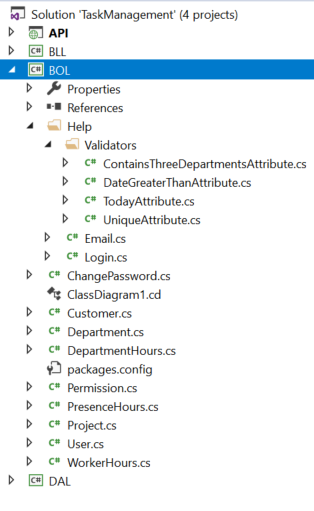 Solution 'TaskManagement' (4 projects)
API
C# BLL
C# BOL
Properties
References
Help
Validators
C# ContainsThreeDepartmentsAttribute.cs
C# DateGreaterThanAttribute.cs
C# TodayAttribute.cs
C# UniqueAttribute.cs
C# Email.cs
C# Login.cs
C# ChangePassword.cs
ClassDiagram1.cd
C# Customer.cs
C# Department.cs
C# DepartmentHours.cs
packages.config
C# Permission.cs
C# PresenceHours.cs
C# Project.cs
C# User.cs
C# WorkerHours.cs
C# DAL